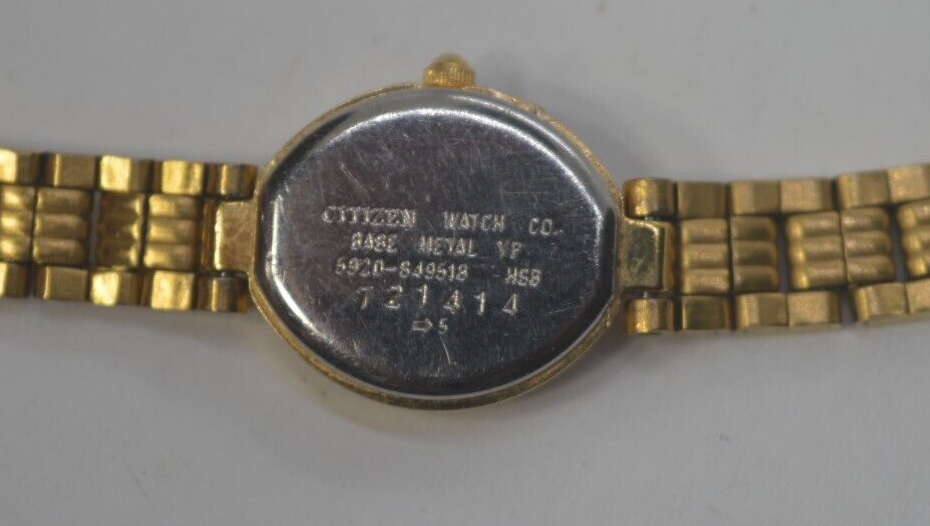 CITIZEN WATCH CO.
BASE METAL YP
5920-S49518 HSB
721414
⇨5